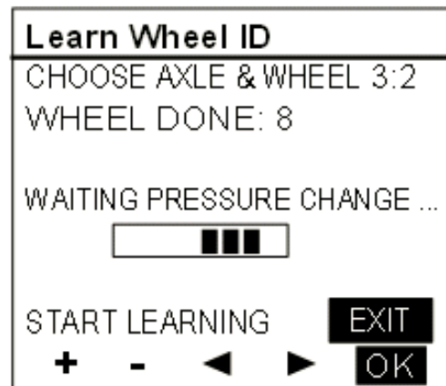 Learn Wheel ID
CHOOSE AXLE & WHEEL 3:2
WHEEL DONE: 8
WAITING PRESSURE CHANGE ...
START LEARNING EXIT
+ - ◀ ▶ OK